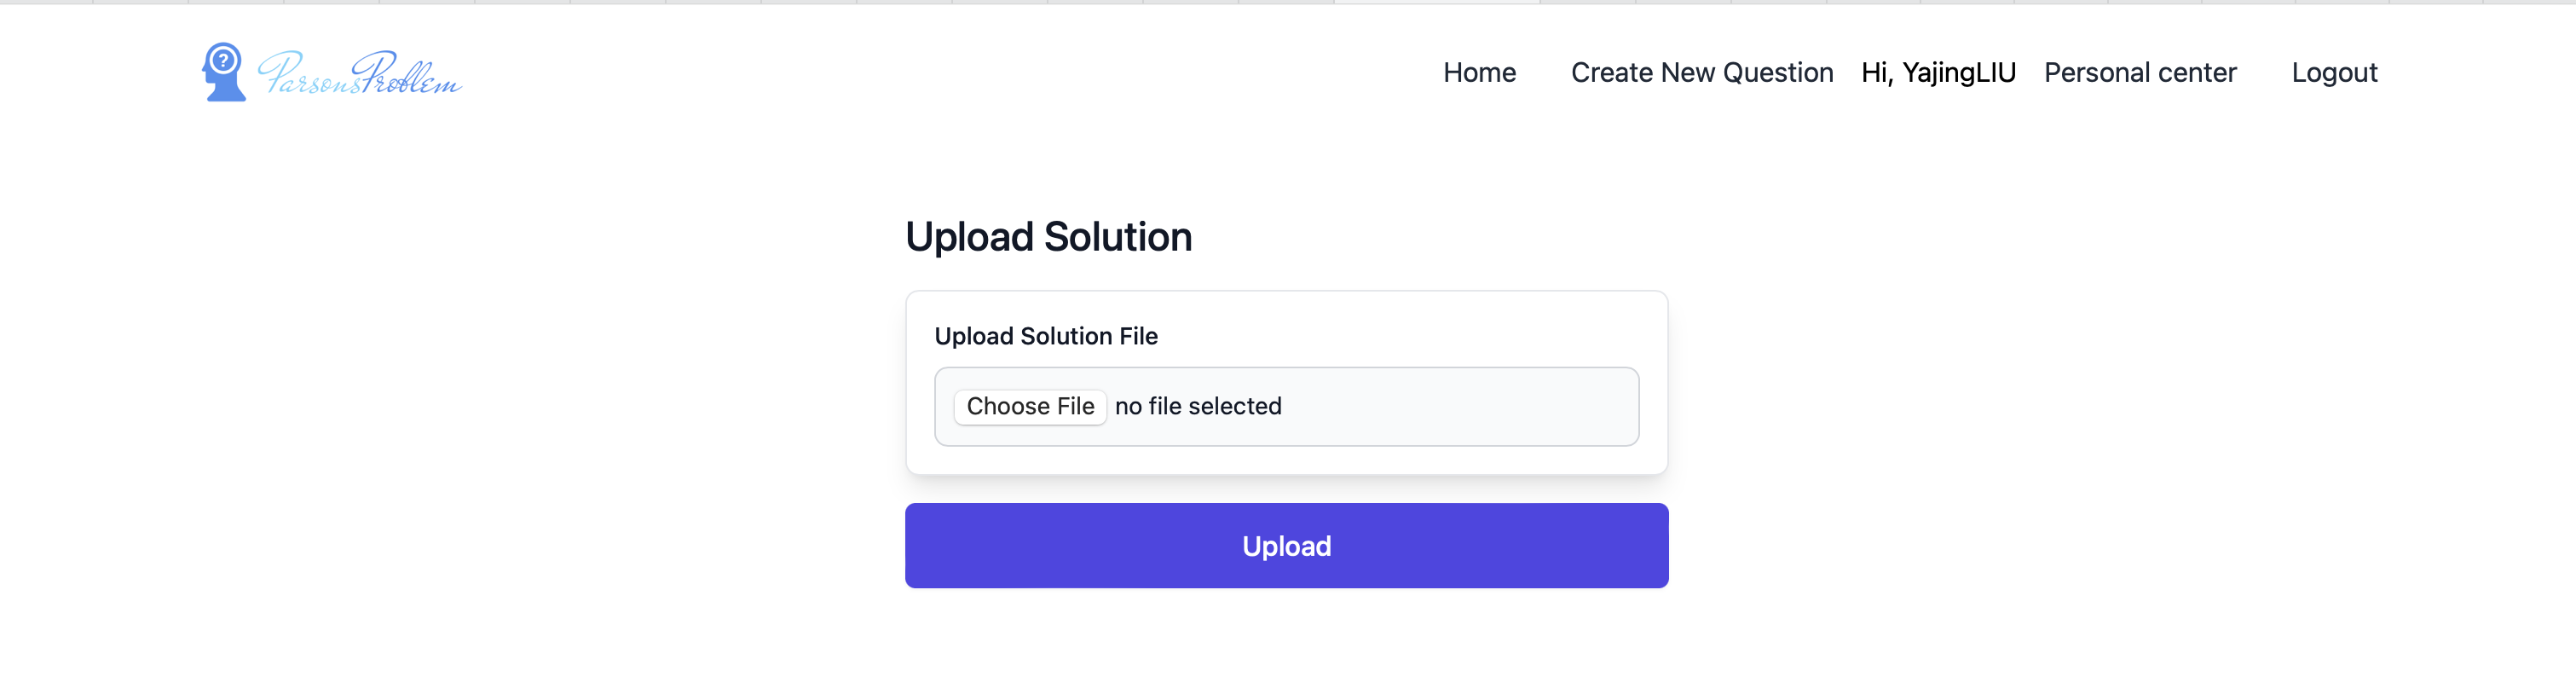 ? ParsonsProblem
Home Create New Question Hi, YajingLIU Personal center Logout
Upload Solution
Upload Solution File
Choose File no file selected
Upload